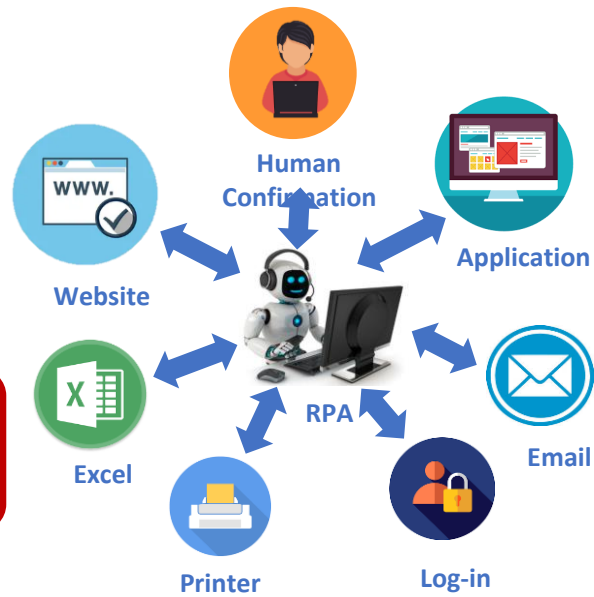 Human
Confirmation
www.
Application
Website
X
RPA
Excel
Email
Printer
Log-in